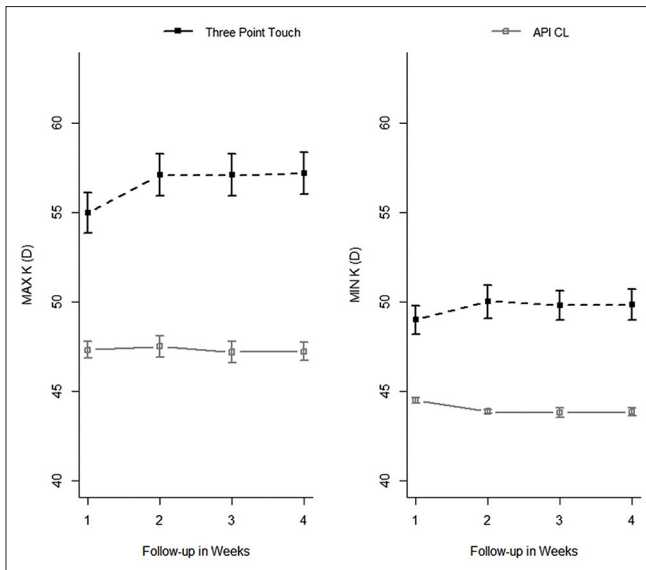 Three Point Touch
API CL
MAX K (D)
60
55
50
45
40
1 2 3 4
Follow-up in Weeks
MIN K (D)
60
55
50
45
40
1 2 3 4
Follow-up in Weeks